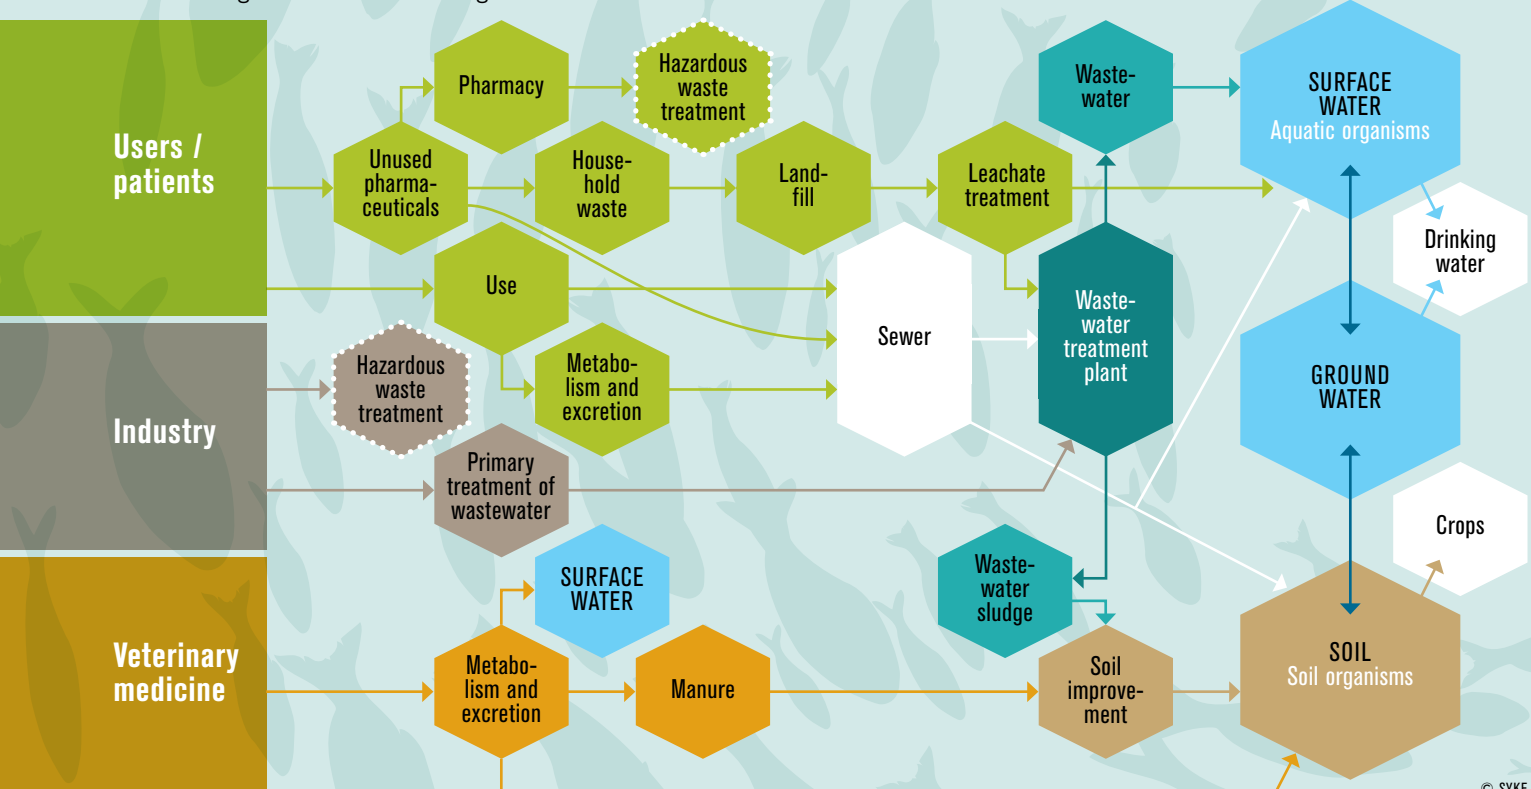 Pharmacy
Hazardous
waste
treatment
Waste-
water
SURFACE
WATER
Aquatic organisms
Users /
patients
Unused
pharma-
ceuticals
House-
hold
waste
Land-
fill
Leachate
treatment
Drinking
water
Use
Sewer
Waste-
water
treatment
plant
Industry
Hazardous
waste
treatment
Metabo-
lism and
excretion
GROUND
WATER
Primary
treatment of
wastewater
Crops
SURFACE
WATER
Waste-
water
sludge
Veterinary
medicine
Metabo-
lism and
excretion
Manure
Soil
improve-
ment
SOIL
Soil organisms
© SYKE